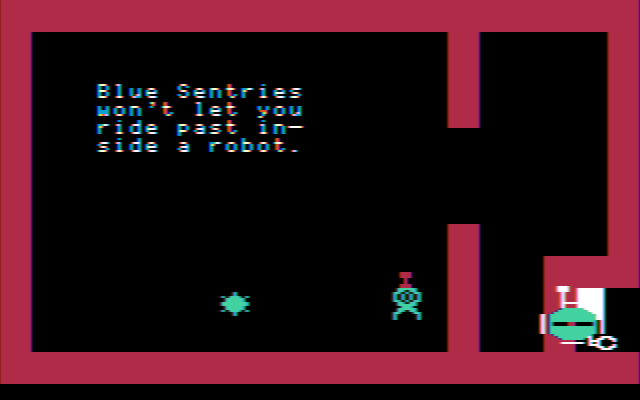 Blue Sentries
won't let you
ride past in-
side a robot.